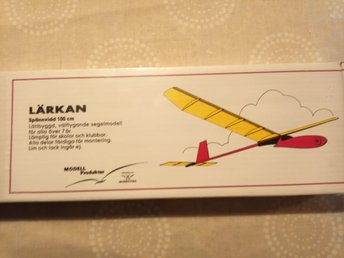 LÄRKAN
Spännvidd 100 cm
Lättbyggd, välflygande segelmodell
för alla över 7 år.
Lämplig för skolor och klubbar.
Alla delar färdiga för montering.
Lim och lack ingår ej.
MODELL
Produkter